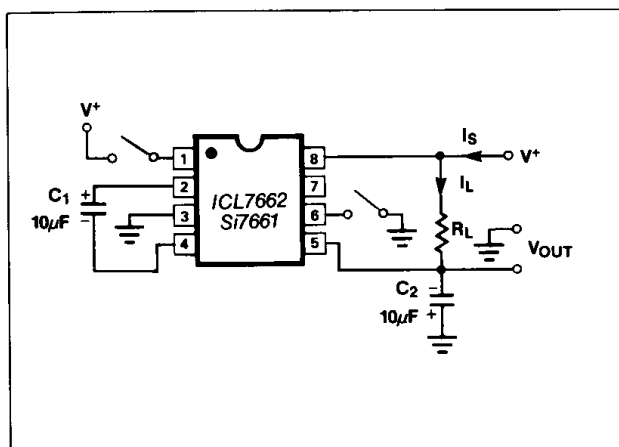 V+
1
2
3
4
8
7
6
5
ICL7662
Si7661
C1
+
10µF
−
IS
V+
IL
RL
VOUT
C2
−
10µF
+